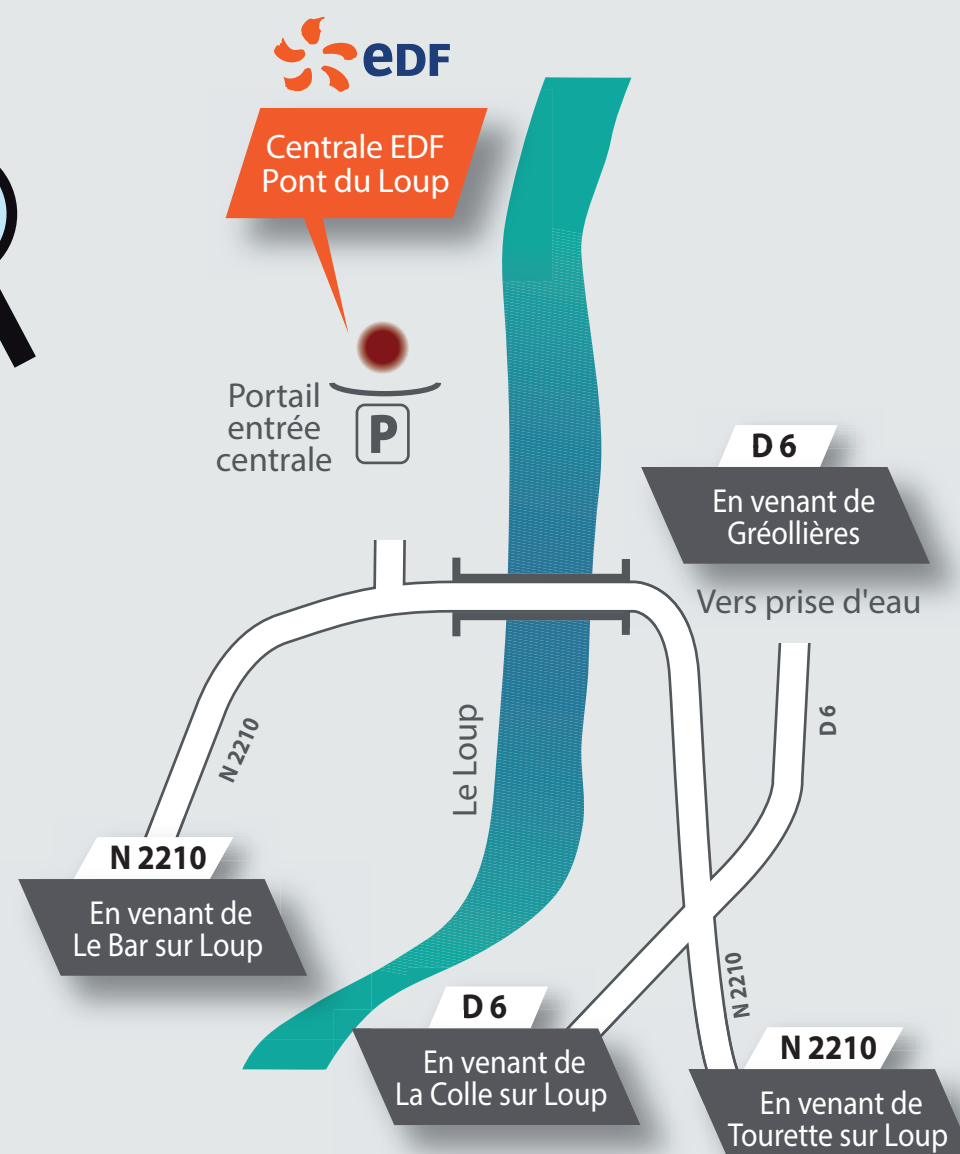 eDF
Centrale EDF
Pont du Loup
Portail
entrée
centrale
P
D 6
En venant de
Gréollières
Vers prise d'eau
D 6
N 2210
Le Loup
N 2210
En venant de
Le Bar sur Loup
D 6
En venant de
La Colle sur Loup
N 2210
N 2210
En venant de
Tourette sur Loup